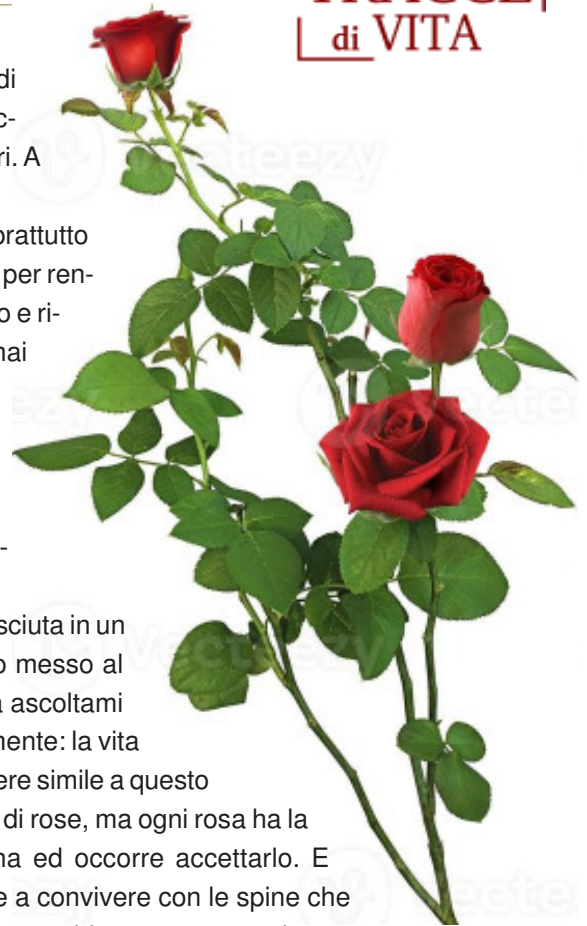 di VITA
di
c-
ri. A
prattutto
per ren-
o e ri-
nai
-
sciuta in un
o messo al
a ascoltami
mente: la vita
ere simile a questo
di rose, ma ogni rosa ha la
na ed occorre accettarlo. E
e a convivere con le spine che